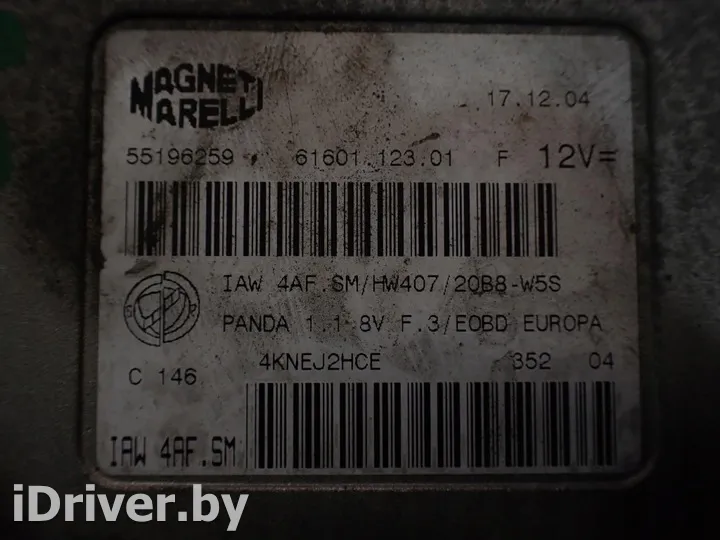 MAGNETI
MARELLI
17.12.04
55196259 61601.123.01 F 12V=
IAW 4AF.SM/HW407/20B8-W5S
PANDA 1.1 8V F.3/EOBD EUROPA
4KNEJ2HCE 352 04
C 146
IAW 4AF.SM
iDriver.by